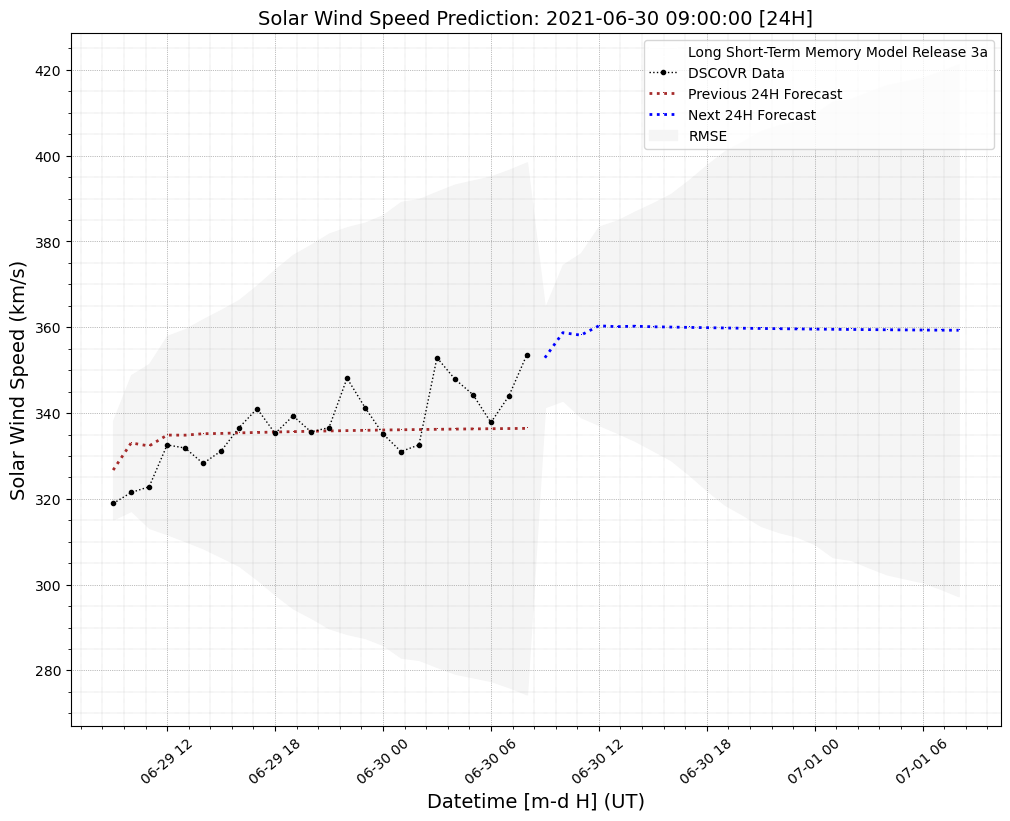 Solar Wind Speed Prediction: 2021-06-30 09:00:00 [24H]
Long Short-Term Memory Model Release 3a
DSCOVR Data
Previous 24H Forecast
Next 24H Forecast
RMSE
Solar Wind Speed (km/s)
420
400
380
360
340
320
300
280
06-29 12
06-29 18
06-30 00
06-30 06
06-30 12
06-30 18
07-01 00
07-01 06
Datetime [m-d H] (UT)